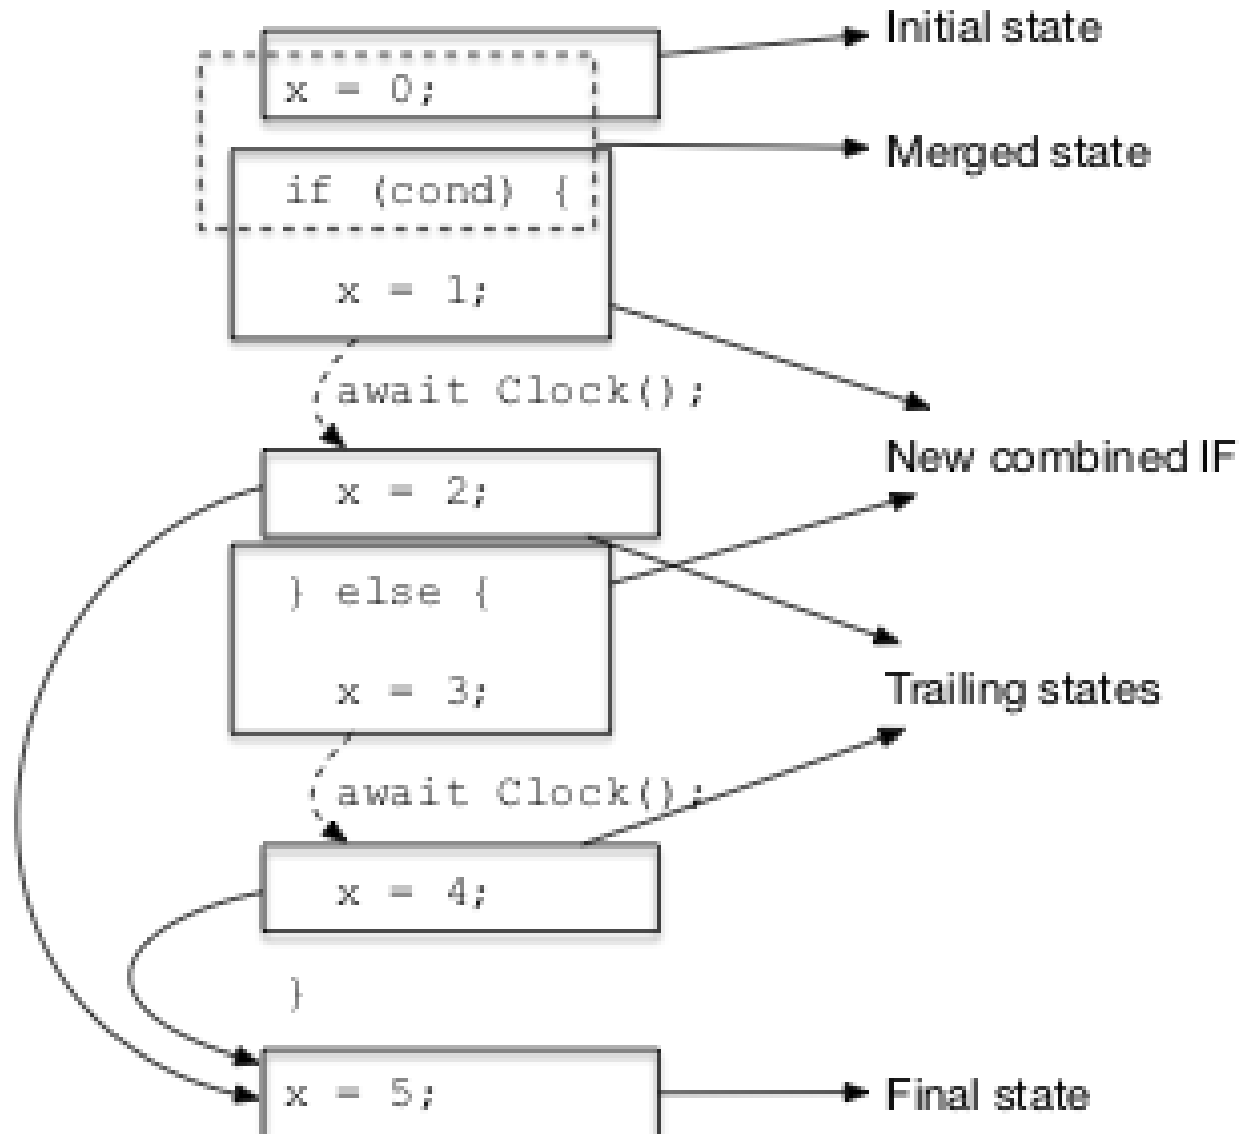 Initial state
x = 0;
Merged state
if (cond) {
x = 1;
await Clock();
New combined IF
x = 2;
} else {
Trailing states
x = 3;
await Clock();
x = 4;
}
x = 5;
Final state